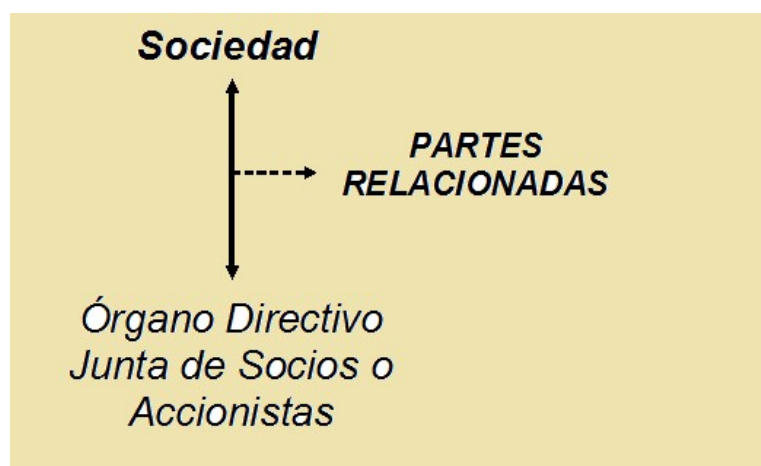 Sociedad
PARTES
RELACIONADAS
Órgano Directivo
Junta de Socios o
Accionistas